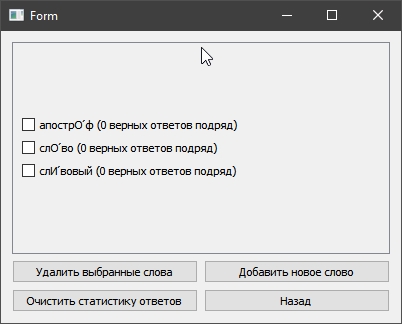 Form
апострО´ф (0 верных ответов подряд)
слО´во (0 верных ответов подряд)
слИ´вовый (0 верных ответов подряд)
Удалить выбранные слова Добавить новое слово
Очистить статистику ответов Назад